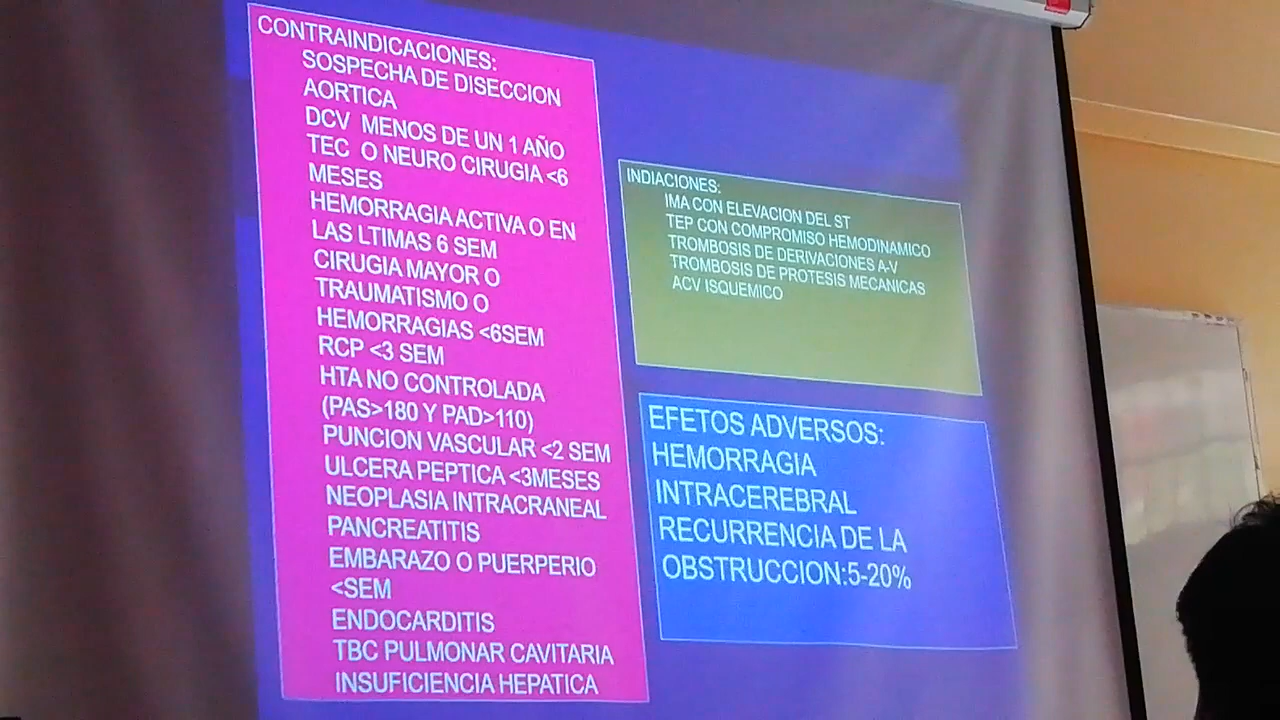 CONTRAINDICACIONES:
SOSPECHA DE DISECCION
AORTICA
DCV MENOS DE UN 1 AÑO
TEC O NEURO CIRUGIA <6
MESES
HEMORRAGIA ACTIVA O EN
LAS LTIMAS 6 SEM
CIRUGIA MAYOR O
TRAUMATISMO O
HEMORRAGIAS <6SEM
RCP <3 SEM
HTA NO CONTROLADA
(PAS>180 Y PAD>110)
PUNCION VASCULAR <2 SEM
ULCERA PEPTICA <3MESES
NEOPLASIA INTRACRANEAL
PANCREATITIS
EMBARAZO O PUERPERIO
<SEM
ENDOCARDITIS
TBC PULMONAR CAVITARIA
INSUFICIENCIA HEPATICA
INDIACIONES:
IMA CON ELEVACION DEL ST
TEP CON COMPROMISO HEMODINAMICO
TROMBOSIS DE DERIVACIONES A-V
TROMBOSIS DE PROTESIS MECANICAS
ACV ISQUEMICO
EFETOS ADVERSOS:
HEMORRAGIA
INTRACEREBRAL
RECURRENCIA DE LA
OBSTRUCCION:5-20%